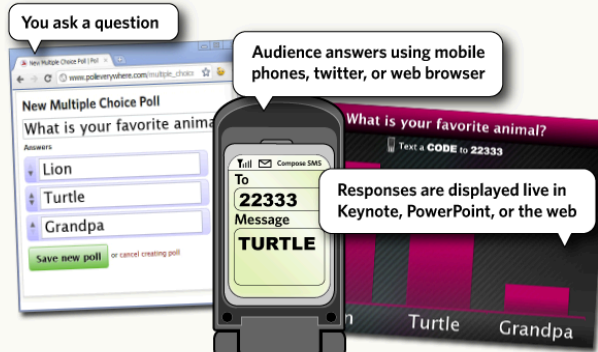 You ask a question
New Multiple Choice Poll | Pol
www.polleverywhere.com/multiple_choice
New Multiple Choice Poll
What is your favorite anima
Answers
Lion
Turtle
Grandpa
Save new poll
or cancel creating poll
Audience answers using mobile
phones, twitter, or web browser
Compose SMS
To
22333
Message
TURTLE
What is your favorite animal?
Text a CODE to 22333
Responses are displayed live in
Keynote, PowerPoint, or the web
n
Turtle
Grandpa